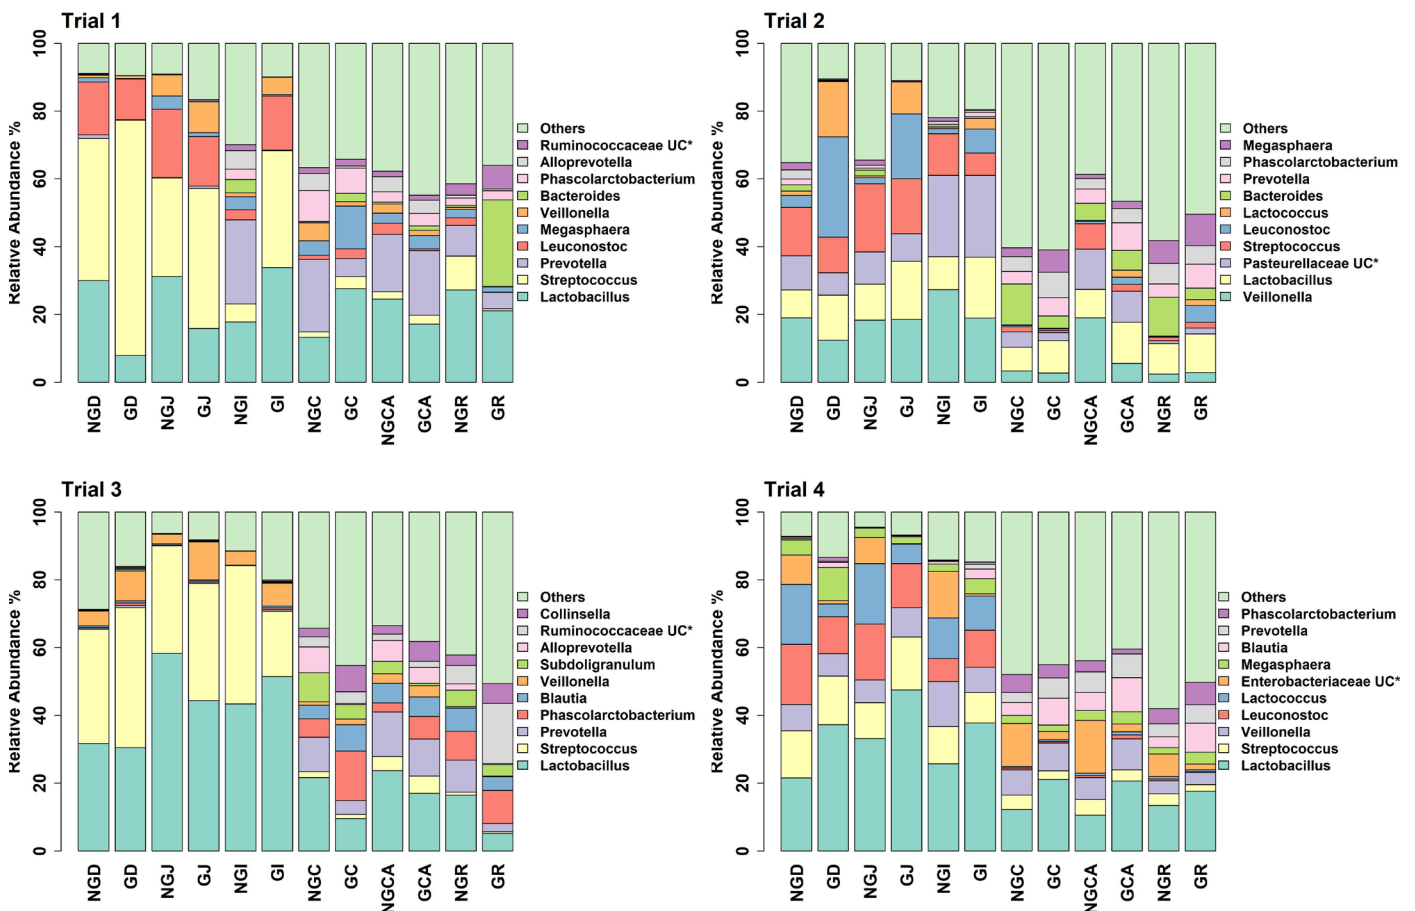 Trial 1
Relative Abundance %
100
80
60
40
20
0
NGD GD NGJ GJ NGI GI NGC GC NGCA GCA NGR GR
Others
Ruminococcaceae UC*
Alloprevotella
Phascolarctobacterium
Bacteroides
Veillonella
Megasphaera
Leuconostoc
Prevotella
Streptococcus
Lactobacillus
Trial 2
Relative Abundance %
100
80
60
40
20
0
NGD GD NGJ GJ NGI GI NGC GC NGCA GCA NGR GR
Others
Megasphaera
Phascolarctobacterium
Prevotella
Bacteroides
Lactococcus
Leuconostoc
Streptococcus
Pasteurellaceae UC*
Lactobacillus
Veillonella
Trial 3
Relative Abundance %
100
80
60
40
20
0
NGD GD NGJ GJ NGI GI NGC GC NGCA GCA NGR GR
Others
Collinsella
Ruminococcaceae UC*
Alloprevotella
Subdoligranulum
Veillonella
Blautia
Phascolarctobacterium
Prevotella
Streptococcus
Lactobacillus
Trial 4
Relative Abundance %
100
80
60
40
20
0
NGD GD NGJ GJ NGI GI NGC GC NGCA GCA NGR GR
Others
Phascolarctobacterium
Prevotella
Blautia
Megasphaera
Enterobacteriaceae UC*
Lactococcus
Leuconostoc
Veillonella
Streptococcus
Lactobacillus